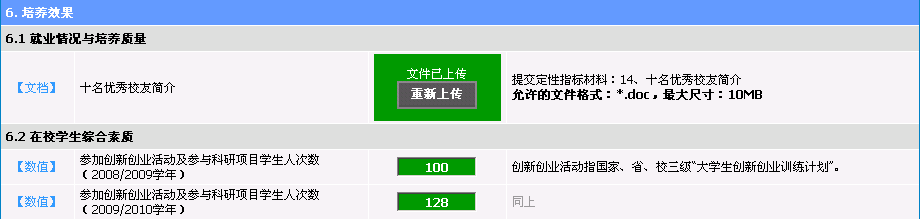 6. 培养效果
6.1 就业情况与培养质量
【文档】
十名优秀校友简介
文件已上传
重新上传
提交定性指标材料：14、十名优秀校友简介
允许的文件格式：*.doc，最大尺寸：10MB
6.2 在校学生综合素质
【数值】
参加创新创业活动及参与科研项目学生人次数
（2008/2009学年）
100
创新创业活动指国家、省、校三级“大学生创新创业训练计划”。
【数值】
参加创新创业活动及参与科研项目学生人次数
（2009/2010学年）
128
同上